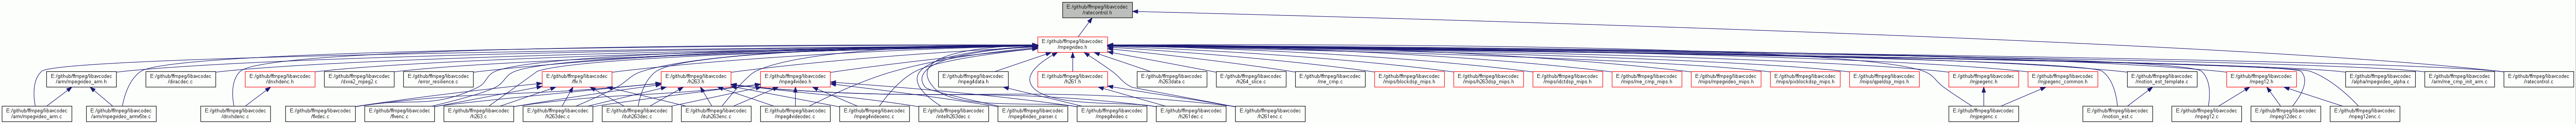 E:/github/ffmpeg/libavcodec
/ratecontrol.h
E:/github/ffmpeg/libavcodec
/mpegvideo.h
E:/github/ffmpeg/libavcodec
/arm/mpegvideo_arm.h
E:/github/ffmpeg/libavcodec
/diracdec.c
E:/github/ffmpeg/libavcodec
/dnxhdenc.h
E:/github/ffmpeg/libavcodec
/dxva2_mpeg2.c
E:/github/ffmpeg/libavcodec
/error_resilience.c
E:/github/ffmpeg/libavcodec
/flv.h
E:/github/ffmpeg/libavcodec
/h263.h
E:/github/ffmpeg/libavcodec
/mpeg4video.h
E:/github/ffmpeg/libavcodec
/mpeg4data.h
E:/github/ffmpeg/libavcodec
/h261.h
E:/github/ffmpeg/libavcodec
/h263data.c
E:/github/ffmpeg/libavcodec
/h264_slice.c
E:/github/ffmpeg/libavcodec
/me_cmp.c
E:/github/ffmpeg/libavcodec
/mips/blockdsp_mips.h
E:/github/ffmpeg/libavcodec
/mips/h263dsp_mips.h
E:/github/ffmpeg/libavcodec
/mips/idctdsp_mips.h
E:/github/ffmpeg/libavcodec
/mips/me_cmp_mips.h
E:/github/ffmpeg/libavcodec
/mips/mpegvideo_mips.h
E:/github/ffmpeg/libavcodec
/mips/pixblockdsp_mips.h
E:/github/ffmpeg/libavcodec
/mips/qpeldsp_mips.h
E:/github/ffmpeg/libavcodec
/mjpegenc.h
E:/github/ffmpeg/libavcodec
/mjpegenc_common.h
E:/github/ffmpeg/libavcodec
/motion_est_template.c
E:/github/ffmpeg/libavcodec
/mpeg12.h
E:/github/ffmpeg/libavcodec
/alpha/mpegvideo_alpha.c
E:/github/ffmpeg/libavcodec
/arm/me_cmp_init_arm.c
E:/github/ffmpeg/libavcodec
/ratecontrol.c
E:/github/ffmpeg/libavcodec
/arm/mpegvideo_arm.c
E:/github/ffmpeg/libavcodec
/arm/mpegvideo_armv5te.c
E:/github/ffmpeg/libavcodec
/dnxhdenc.c
E:/github/ffmpeg/libavcodec
/flvdec.c
E:/github/ffmpeg/libavcodec
/flvenc.c
E:/github/ffmpeg/libavcodec
/h263.c
E:/github/ffmpeg/libavcodec
/h263dec.c
E:/github/ffmpeg/libavcodec
/ituh263dec.c
E:/github/ffmpeg/libavcodec
/ituh263enc.c
E:/github/ffmpeg/libavcodec
/mpeg4videodec.c
E:/github/ffmpeg/libavcodec
/mpeg4videoenc.c
E:/github/ffmpeg/libavcodec
/intelh263dec.c
E:/github/ffmpeg/libavcodec
/mpeg4video_parser.c
E:/github/ffmpeg/libavcodec
/mpeg4video.c
E:/github/ffmpeg/libavcodec
/h261dec.c
E:/github/ffmpeg/libavcodec
/h261enc.c
E:/github/ffmpeg/libavcodec
/mjpegenc.c
E:/github/ffmpeg/libavcodec
/motion_est.c
E:/github/ffmpeg/libavcodec
/mpeg12.c
E:/github/ffmpeg/libavcodec
/mpeg12dec.c
E:/github/ffmpeg/libavcodec
/mpeg12enc.c